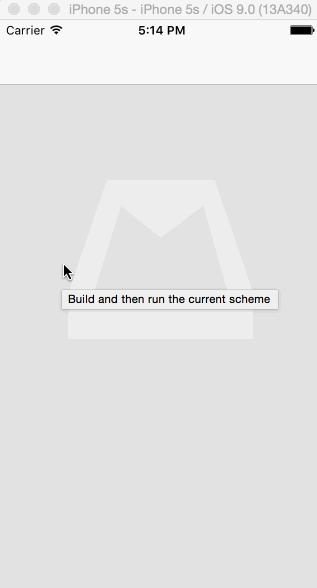 iPhone 5s - iPhone 5s / iOS 9.0 (13A340)
Carrier 5:14 PM
Build and then run the current scheme